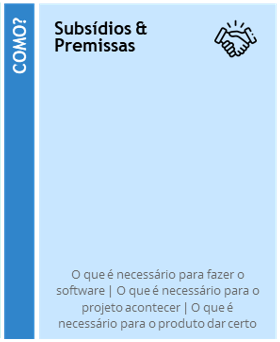 COMO?
Subsídios &
Premissas
O que é necessário para fazer o
software | O que é necessário para o
projeto acontecer | O que é
necessário para o produto dar certo